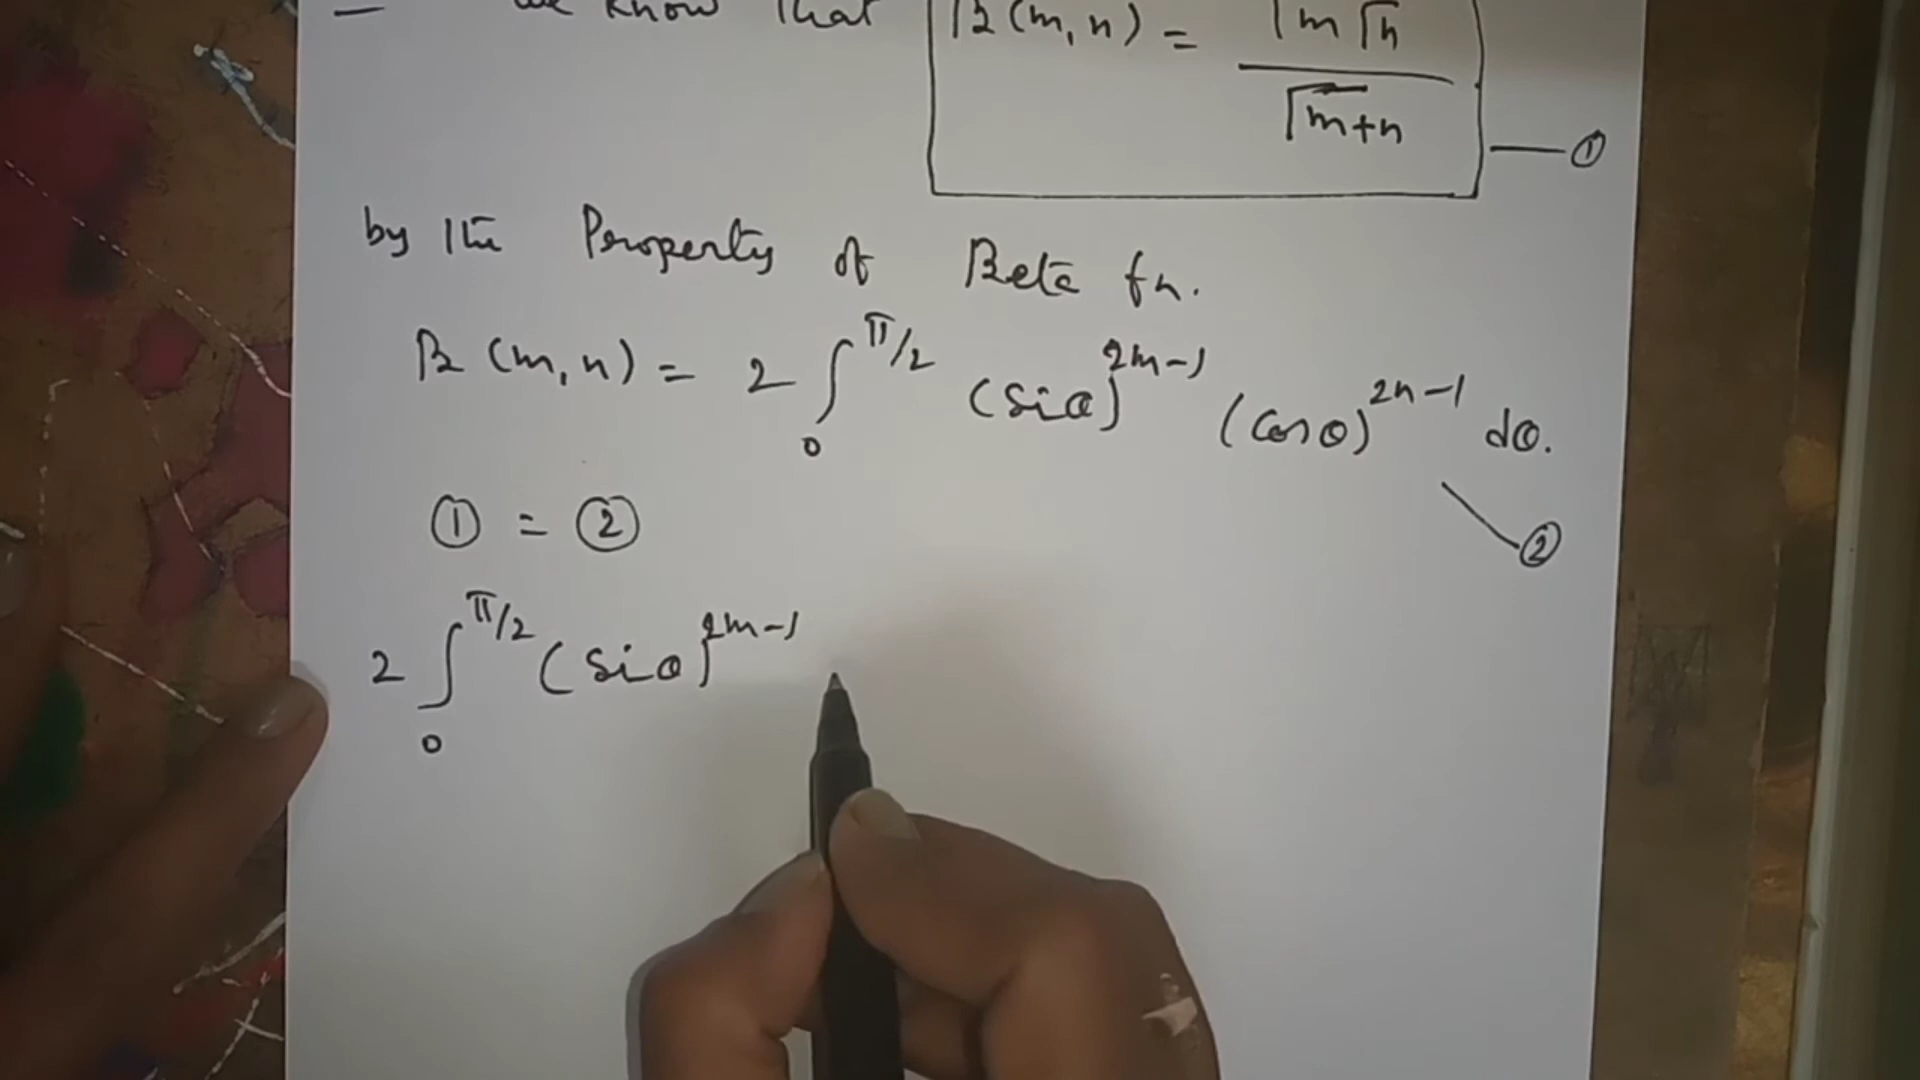 — we know that β(m,n) = Γm Γn / Γm+n —①
by the Property of Beta fn.
β(m,n) = 2 ∫₀^π/2 (sinθ)^2m-1 (cosθ)^2n-1 dθ. —②
① = ②
2 ∫₀^π/2 (sinθ)^2m-1